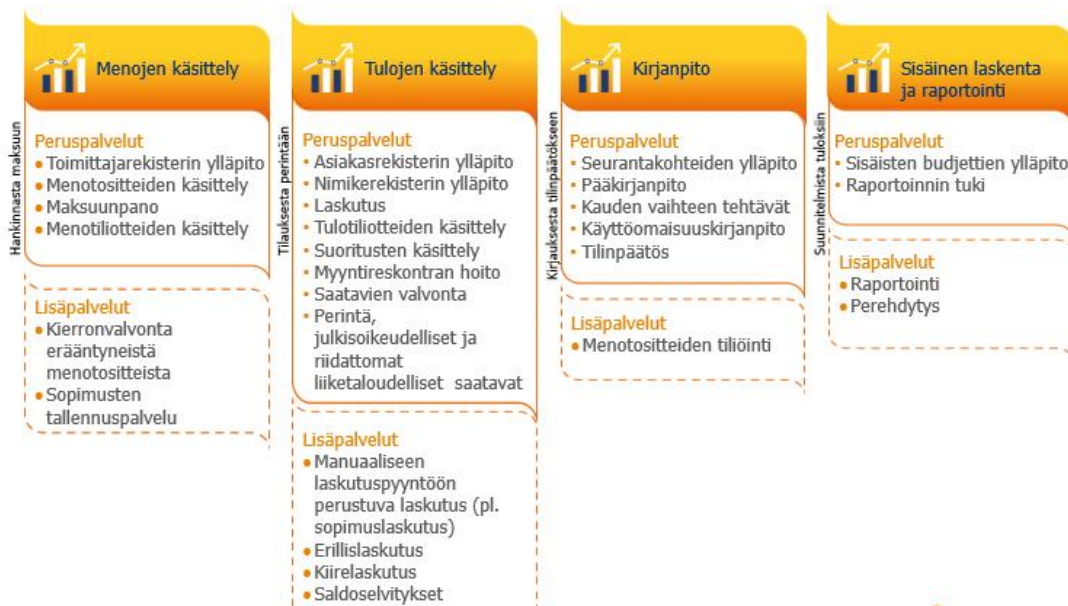 Hankinnasta maksuun
Menojen käsittely
Peruspalvelut
• Toimittajarekisterin ylläpito
• Menotositteiden käsittely
• Maksuunpano
• Menotiliotteiden käsittely
Lisäpalvelut
• Kierronvalvonta
erääntyneistä
menotositteista
• Sopimusten
tallennuspalvelu
Tilauksesta perintään
Tulojen käsittely
Peruspalvelut
• Asiakasrekisterin ylläpito
• Nimikerekisterin ylläpito
• Laskutus
• Tulotiliotteiden käsittely
• Suoritusten käsittely
• Myyntireskontran hoito
• Saatavien valvonta
• Perintä,
julkisoikeudelliset ja
riidattomat
liiketaloudelliset saatavat
Lisäpalvelut
• Manuaaliseen
laskutuspyyntöön
perustuva laskutus (pl.
sopimuslaskutus)
• Erillislaskutus
• Kiirelaskutus
• Saldoselvitykset
Kirjauksesta tilinpäätökseen
Kirjanpito
Peruspalvelut
• Seurantakohteiden ylläpito
• Pääkirjanpito
• Kauden vaihteen tehtävät
• Käyttöomaisuuskirjanpito
• Tilinpäätös
Lisäpalvelut
• Menotositteiden tiliöinti
Suunnitelmista tuloksiin
Sisäinen laskenta
ja raportointi
Peruspalvelut
• Sisäisten budjettien ylläpito
• Raportoinnin tuki
Lisäpalvelut
• Raportointi
• Perehdytys